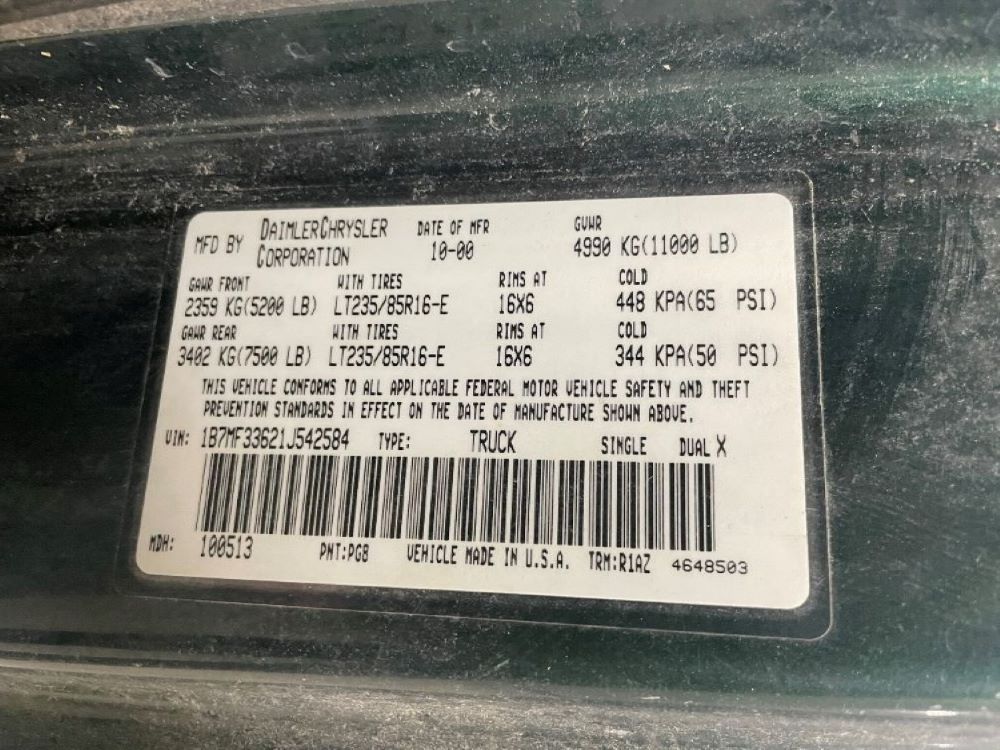 MFD BY DAIMLERCHRYSLER CORPORATION DATE OF MFR 10-00 GVWR 4990 KG(11000 LB)
GAWR FRONT WITH TIRES RIMS AT COLD
2359 KG(5200 LB) LT235/85R16-E 16X6 448 KPA(65 PSI)
GAWR REAR WITH TIRES RIMS AT COLD
3402 KG(7500 LB) LT235/85R16-E 16X6 344 KPA(50 PSI)
THIS VEHICLE CONFORMS TO ALL APPLICABLE FEDERAL MOTOR VEHICLE SAFETY AND THEFT
PREVENTION STANDARDS IN EFFECT ON THE DATE OF MANUFACTURE SHOWN ABOVE.
VIN: 1B7MF33621J542584 TYPE: TRUCK SINGLE DUAL X
MDH: 100513 PNT:PG8 VEHICLE MADE IN U.S.A. TRM:R1AZ 4648503